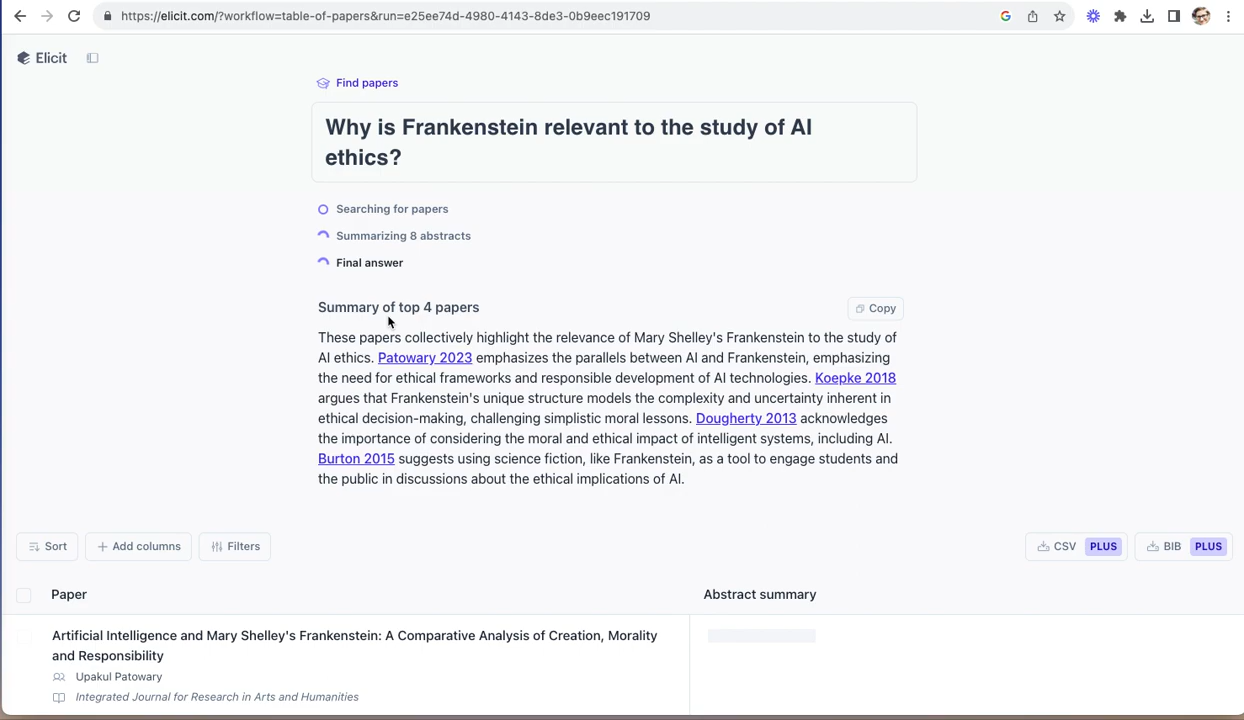 https://elicit.com/?workflow=table-of-papers&run=e25ee74d-4980-4143-8de3-0b9eec191709
Elicit
Find papers
Why is Frankenstein relevant to the study of AI
ethics?
Searching for papers
Summarizing 8 abstracts
Final answer
Summary of top 4 papers
Copy
These papers collectively highlight the relevance of Mary Shelley's Frankenstein to the study of
AI ethics. Patowary 2023 emphasizes the parallels between AI and Frankenstein, emphasizing
the need for ethical frameworks and responsible development of AI technologies. Koepke 2018
argues that Frankenstein's unique structure models the complexity and uncertainty inherent in
ethical decision-making, challenging simplistic moral lessons. Dougherty 2013 acknowledges
the importance of considering the moral and ethical impact of intelligent systems, including AI.
Burton 2015 suggests using science fiction, like Frankenstein, as a tool to engage students and
the public in discussions about the ethical implications of AI.
Sort
Add columns
Filters
CSV PLUS
BIB PLUS
Paper
Abstract summary
Artificial Intelligence and Mary Shelley's Frankenstein: A Comparative Analysis of Creation, Morality
and Responsibility
Upakul Patowary
Integrated Journal for Research in Arts and Humanities